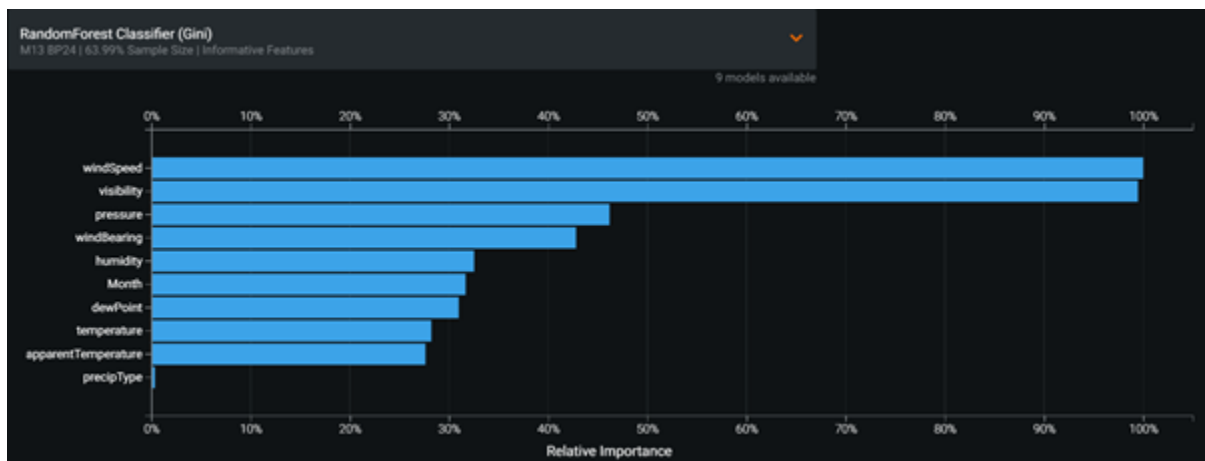 RandomForest Classifier (Gini)
M13 BP24 | 63.99% Sample Size | Informative Features
9 models available
0% 10% 20% 30% 40% 50% 60% 70% 80% 90% 100%
windSpeed
visibility
pressure
windBearing
humidity
Month
dewPoint
temperature
apparentTemperature
precipType
0% 10% 20% 30% 40% 50% 60% 70% 80% 90% 100%
Relative Importance